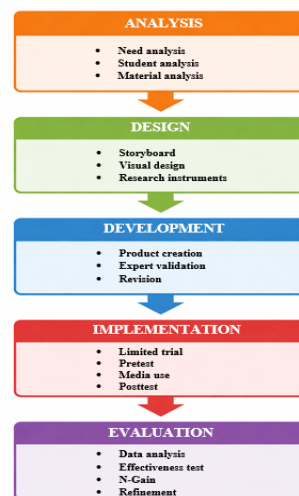 ANALYSIS
• Need analysis
• Student analysis
• Material analysis
DESIGN
• Storyboard
• Visual design
• Research instruments
DEVELOPMENT
• Product creation
• Expert validation
• Revision
IMPLEMENTATION
• Limited trial
• Pretest
• Media use
• Posttest
EVALUATION
• Data analysis
• Effectiveness test
• N-Gain
• Refinement